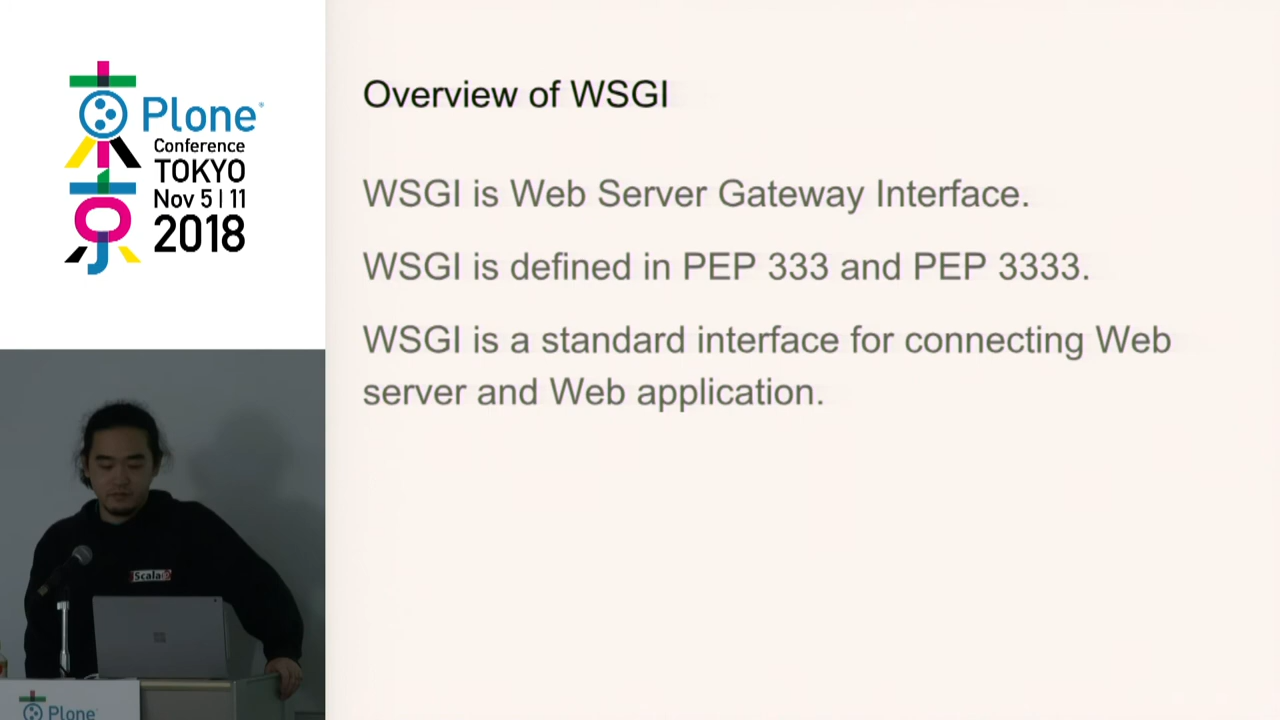 Plone®
Conference
TOKYO
Nov 5 | 11
2018
Overview of WSGI
WSGI is Web Server Gateway Interface.
WSGI is defined in PEP 333 and PEP 3333.
WSGI is a standard interface for connecting Web
server and Web application.
Scala
Plone